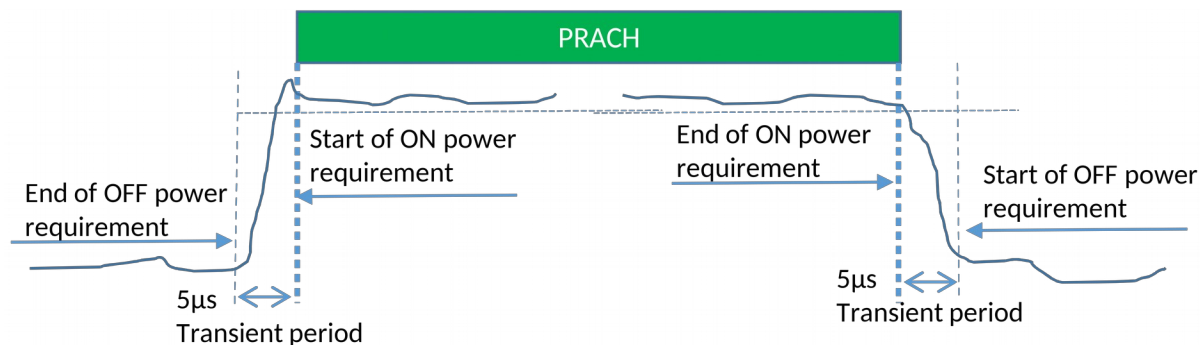 PRACH
Start of ON power
requirement
End of ON power
requirement
End of OFF power
requirement
Start of OFF power
requirement
5µs
Transient period
5µs
Transient period